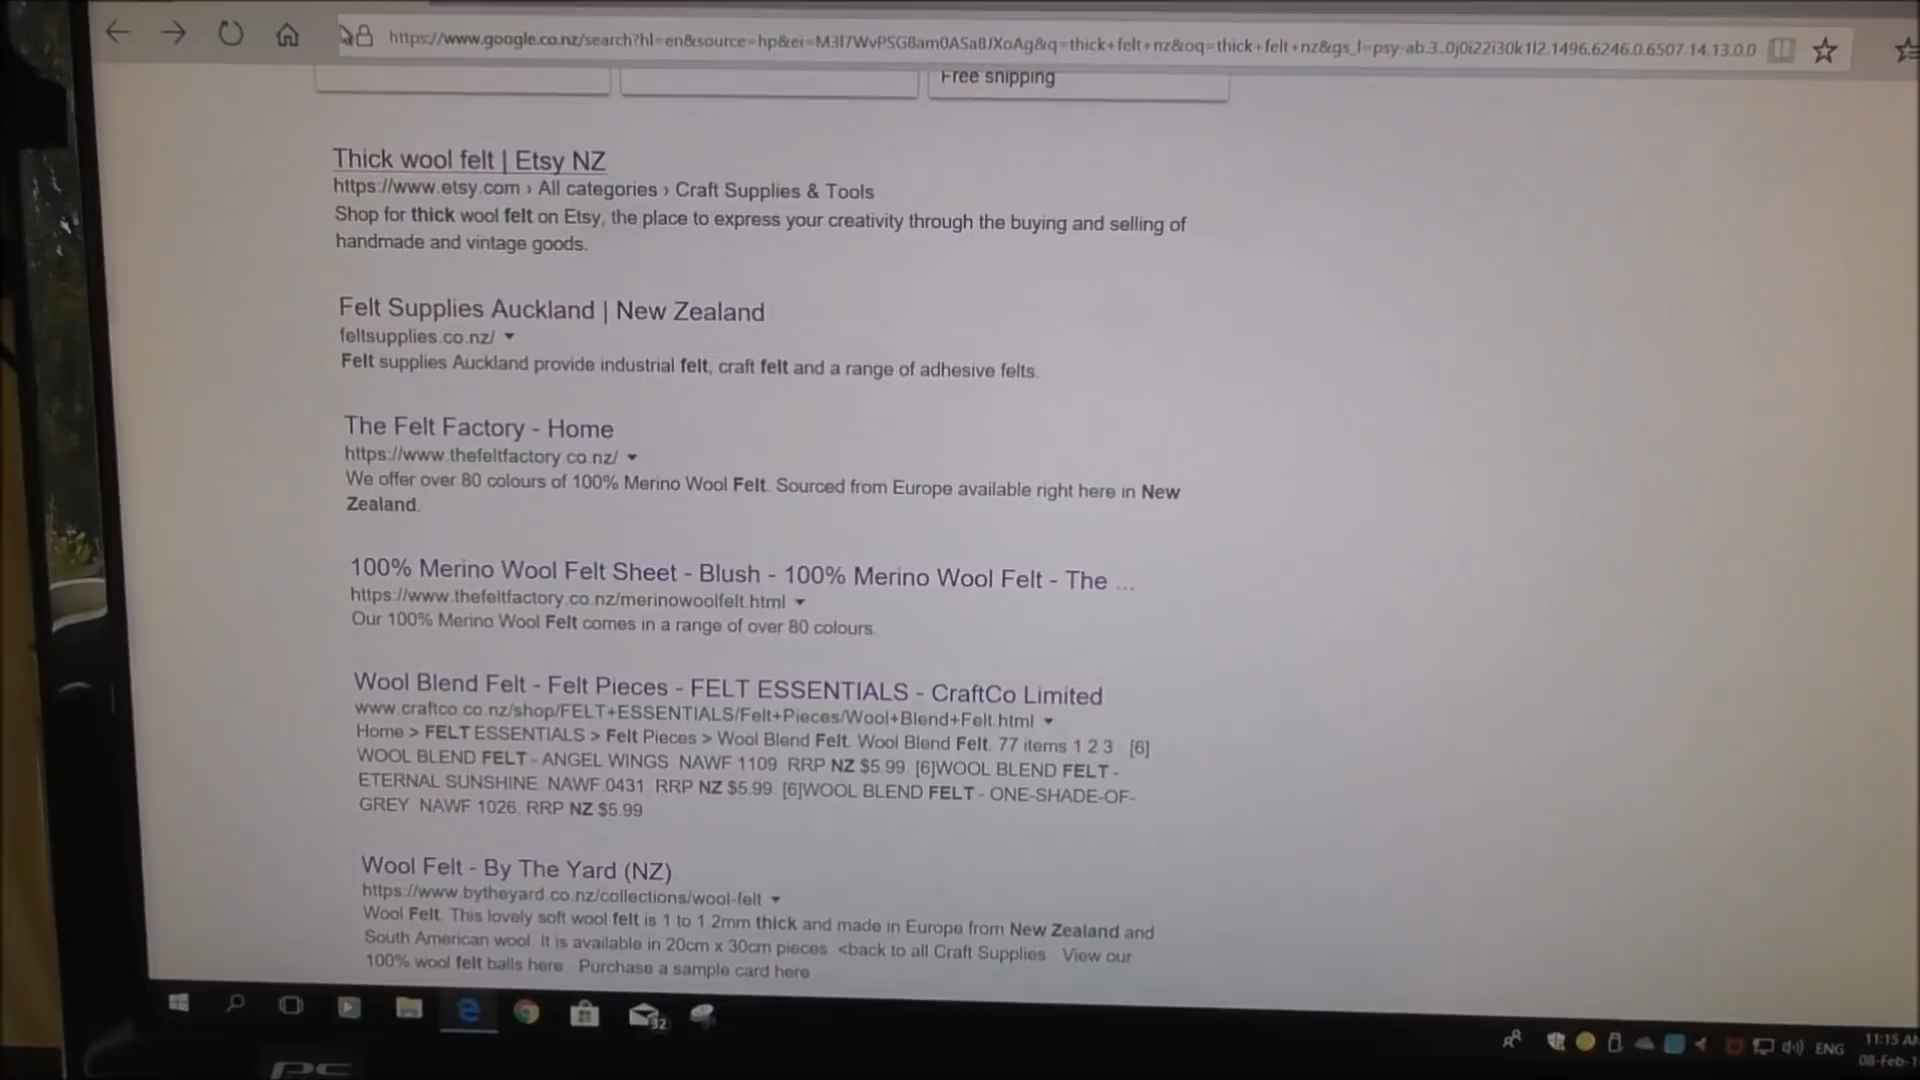 https://www.google.co.nz/search?hl=en&source=hp&ei=M3l7WvPSG8am0ASa8JXoAg&q=thick+felt+nz&oq=thick+felt+nz&gs_l=psy-ab.3..0j0i22i30k1l2.1496.6246.0.6507.14.13.0.0
Free shipping
Thick wool felt | Etsy NZ
https://www.etsy.com › All categories › Craft Supplies & Tools
Shop for thick wool felt on Etsy, the place to express your creativity through the buying and selling of
handmade and vintage goods.
Felt Supplies Auckland | New Zealand
feltsupplies.co.nz/
Felt supplies Auckland provide industrial felt, craft felt and a range of adhesive felts.
The Felt Factory - Home
https://www.thefeltfactory.co.nz/
We offer over 80 colours of 100% Merino Wool Felt. Sourced from Europe available right here in New
Zealand.
100% Merino Wool Felt Sheet - Blush - 100% Merino Wool Felt - The ...
https://www.thefeltfactory.co.nz/merinowoolfelt.html
Our 100% Merino Wool Felt comes in a range of over 80 colours.
Wool Blend Felt - Felt Pieces - FELT ESSENTIALS - CraftCo Limited
www.craftco.co.nz/shop/FELT+ESSENTIALS/Felt+Pieces/Wool+Blend+Felt.html
Home > FELT ESSENTIALS > Felt Pieces > Wool Blend Felt. Wool Blend Felt. 77 items 1 2 3 [6]
WOOL BLEND FELT - ANGEL WINGS. NAWF 1109. RRP NZ $5.99. [6]WOOL BLEND FELT -
ETERNAL SUNSHINE. NAWF 0431. RRP NZ $5.99. [6]WOOL BLEND FELT - ONE-SHADE-OF-
GREY. NAWF 1026. RRP NZ $5.99
Wool Felt - By The Yard (NZ)
https://www.bytheyard.co.nz/collections/wool-felt
Wool Felt. This lovely soft wool felt is 1 to 1.2mm thick and made in Europe from New Zealand and
South American wool. It is available in 20cm x 30cm pieces. <back to all Craft Supplies View our
100% wool felt balls here Purchase a sample card here
32
ENG
11:15 AM
08-Feb-1
PC